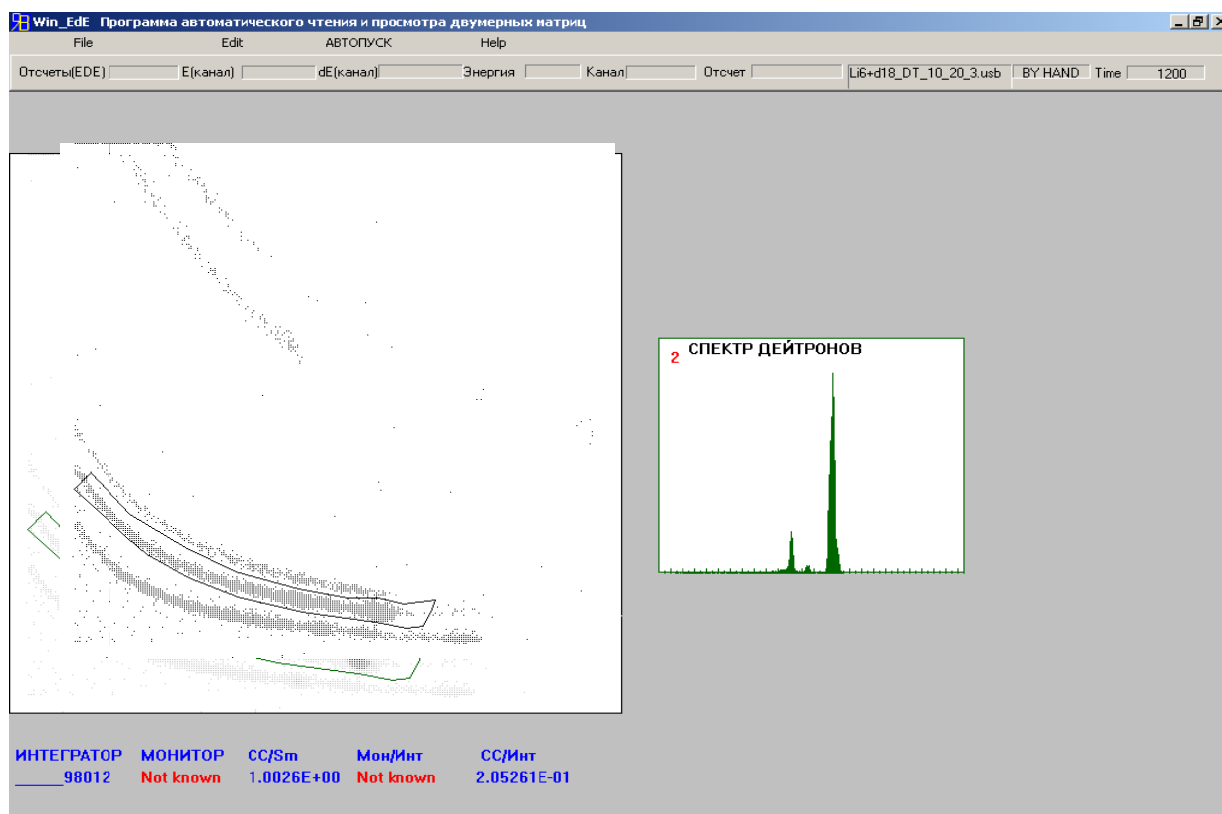 Win_EdE Программа автоматического чтения и просмотра двумерных матриц
File Edit АВТОПУСК Help
Отсчеты(EDE) E(канал) dE(канал) Энергия Канал Отсчет Li6+d18_DT_10_20_3.usb BY HAND Time 1200
2 СПЕКТР ДЕЙТРОНОВ
ИНТЕГРАТОР МОНИТОР CC/Sm Мон/Инт СС/Инт
_____98012 Not known 1.0026E+00 Not known 2.05261E-01